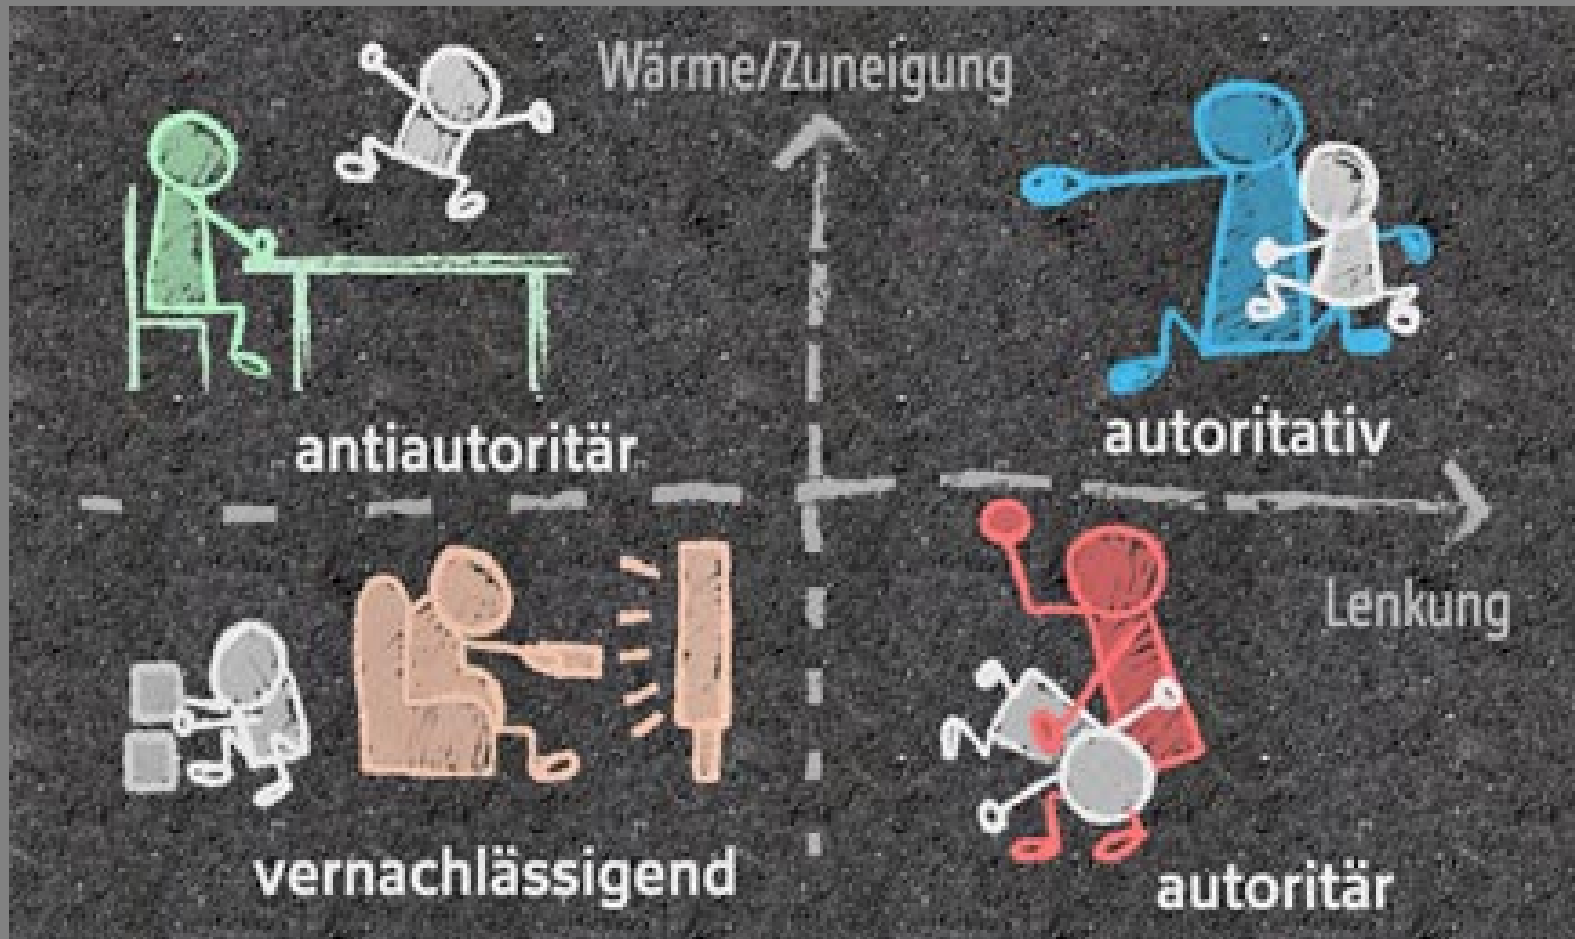 Wärme/Zuneigung
antiautoritär
autoritativ
Lenkung
vernachlässigend
autoritär